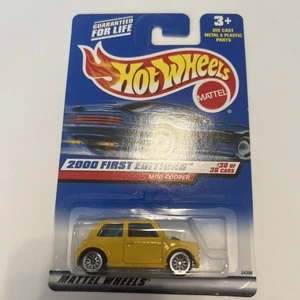 GUARANTEED
FOR LIFE
3+
DIE CAST
METAL & PLASTIC
PARTS
Hot Wheels
MATTEL
2000 FIRST EDITIONS
MINI COOPER
#36 OF
36 CARS
MATTEL WHEELS